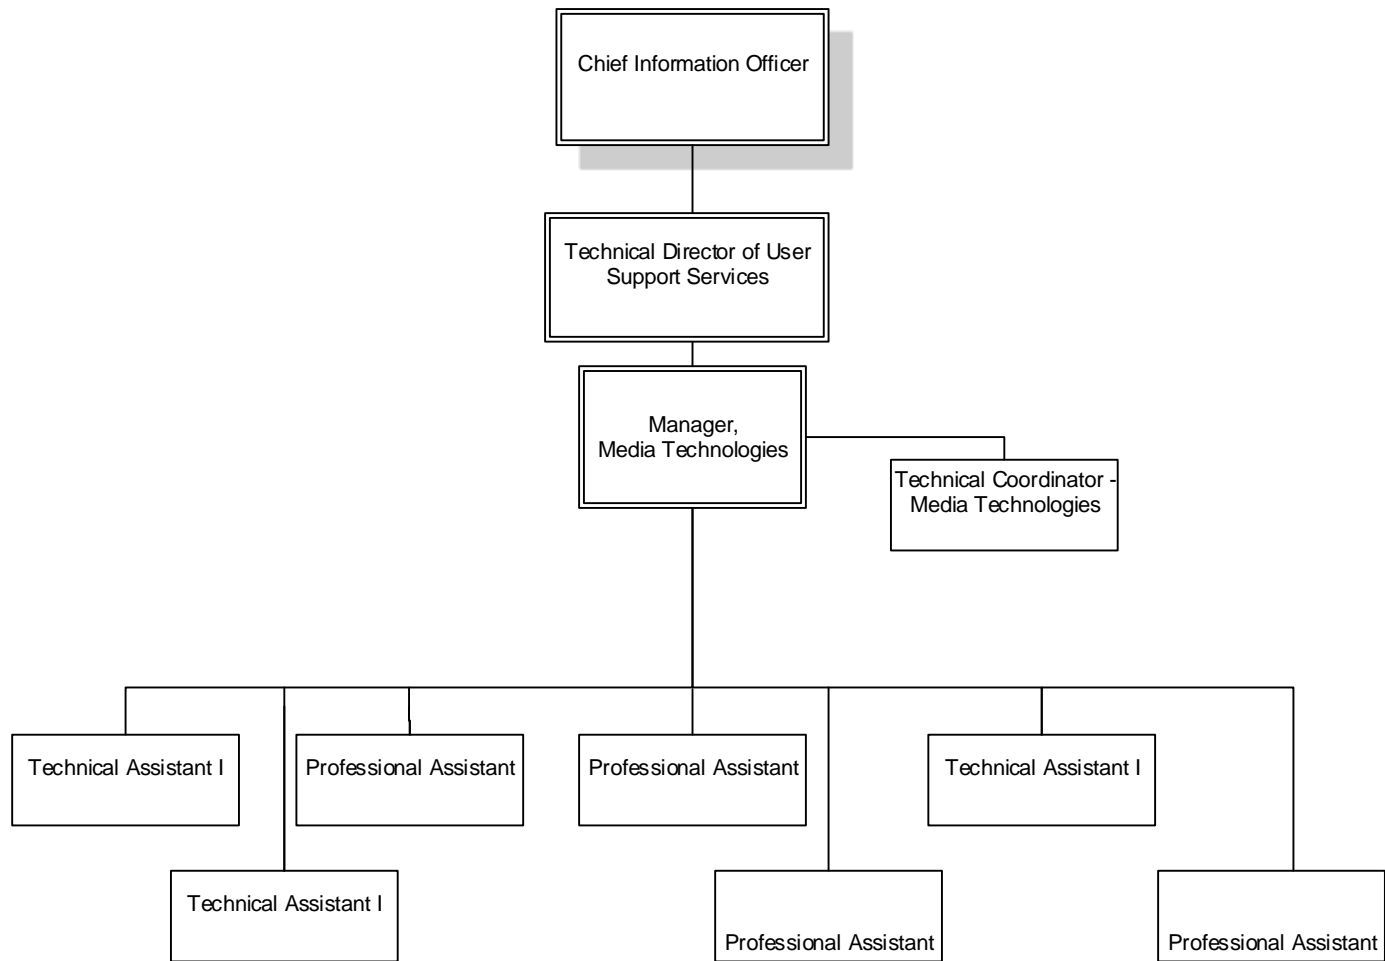 Chief Information Officer
Technical Director of User
Support Services
Manager,
Media Technologies
Technical Coordinator -
Media Technologies
Technical Assistant I
Professional Assistant
Professional Assistant
Technical Assistant I
Technical Assistant I
Professional Assistant
Professional Assistant